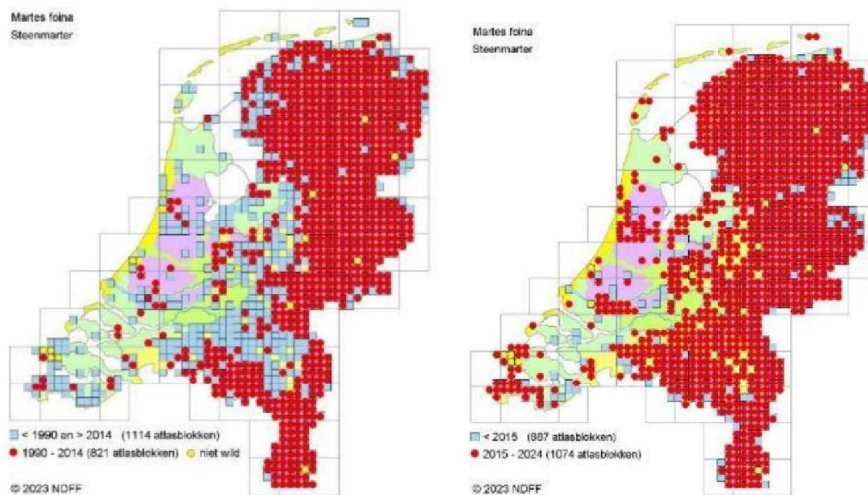 Martes foina
Steenmarter
< 1990 en > 2014 (1114 atlasblokken)
1990 - 2014 (821 atlasblokken) niet wild
© 2023 NDFF
Martes foina
Steenmarter
< 2015 (887 atlasblokken)
2015 - 2024 (1074 atlasblokken)
© 2023 NDFF